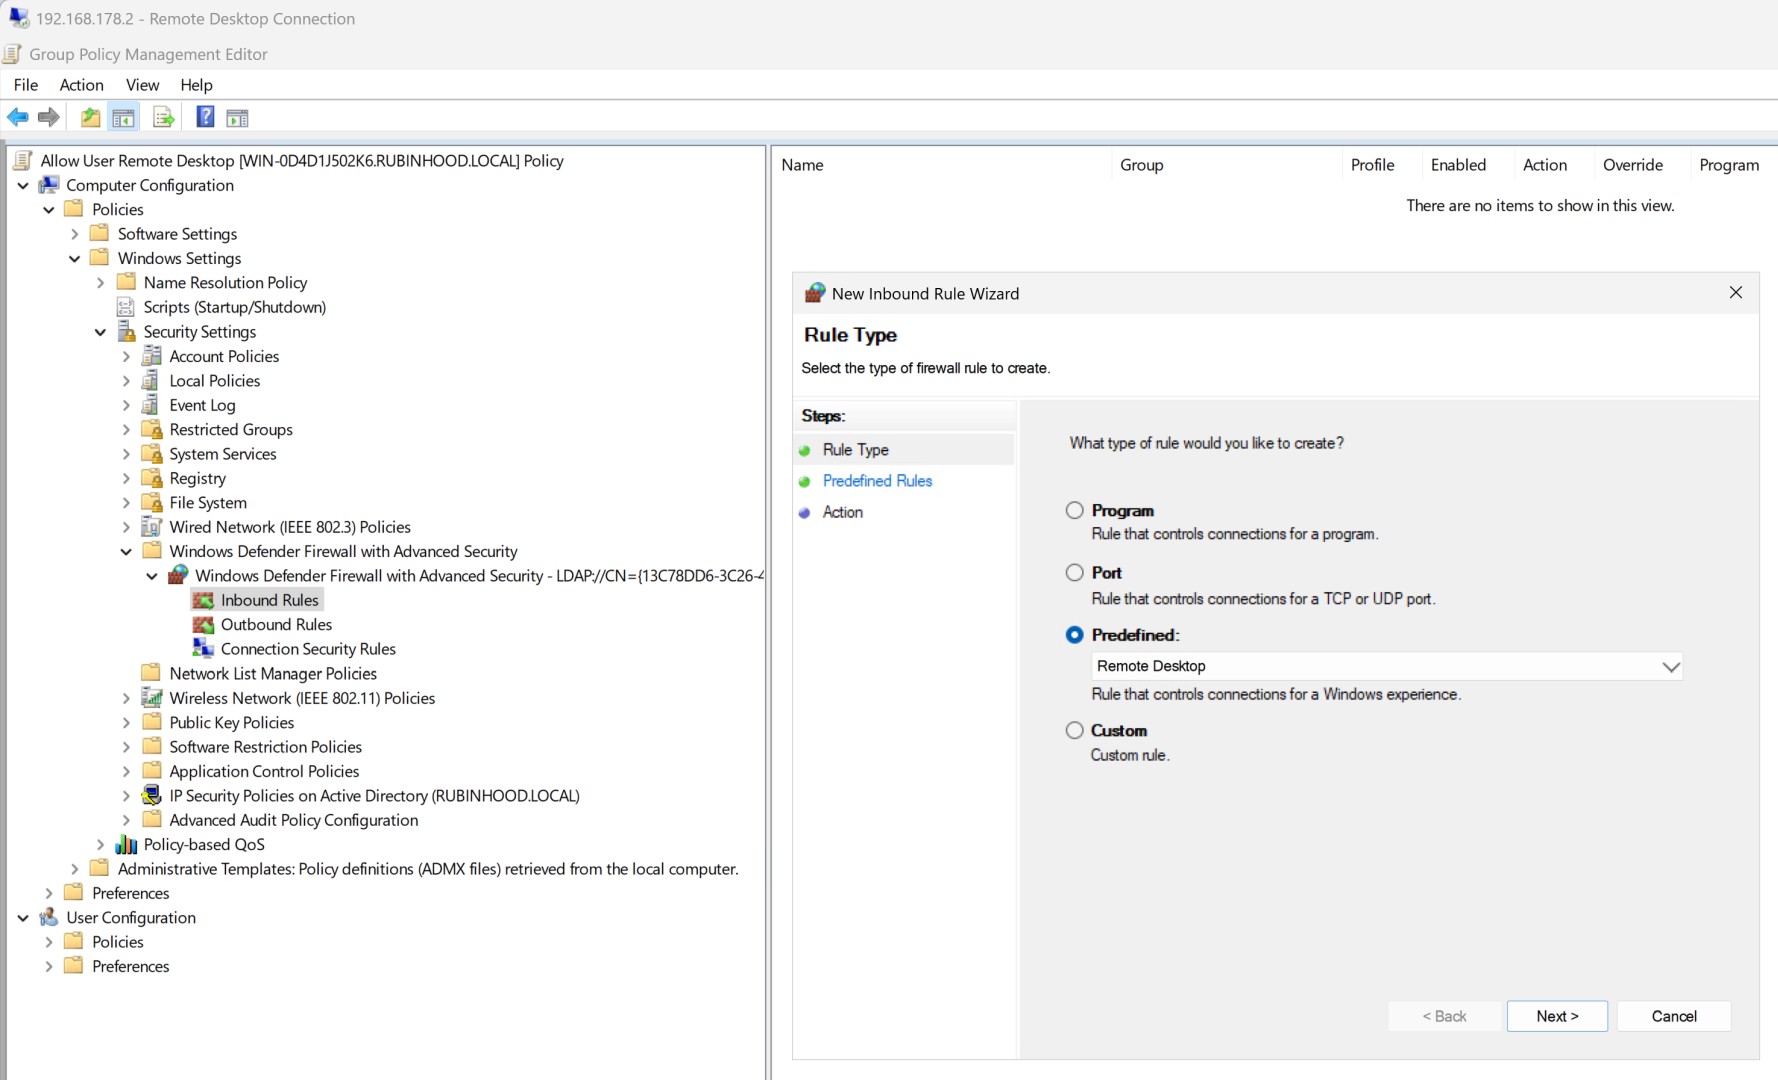 192.168.178.2 - Remote Desktop Connection
Group Policy Management Editor
File Action View Help
Allow User Remote Desktop [WIN-0D4D1J502K6.RUBINHOOD.LOCAL] Policy
Computer Configuration
Policies
Software Settings
Windows Settings
Name Resolution Policy
Scripts (Startup/Shutdown)
Security Settings
Account Policies
Local Policies
Event Log
Restricted Groups
System Services
Registry
File System
Wired Network (IEEE 802.3) Policies
Windows Defender Firewall with Advanced Security
Windows Defender Firewall with Advanced Security - LDAP://CN={13C78DD6-3C26-4
Inbound Rules
Outbound Rules
Connection Security Rules
Network List Manager Policies
Wireless Network (IEEE 802.11) Policies
Public Key Policies
Software Restriction Policies
Application Control Policies
IP Security Policies on Active Directory (RUBINHOOD.LOCAL)
Advanced Audit Policy Configuration
Policy-based QoS
Administrative Templates: Policy definitions (ADMX files) retrieved from the local computer.
Preferences
User Configuration
Policies
Preferences
Name Group Profile Enabled Action Override Program
There are no items to show in this view.
New Inbound Rule Wizard
Rule Type
Select the type of firewall rule to create.
Steps:
Rule Type
Predefined Rules
Action
What type of rule would you like to create?
Program
Rule that controls connections for a program.
Port
Rule that controls connections for a TCP or UDP port.
Predefined:
Remote Desktop
Rule that controls connections for a Windows experience.
Custom
Custom rule.
< Back Next > Cancel